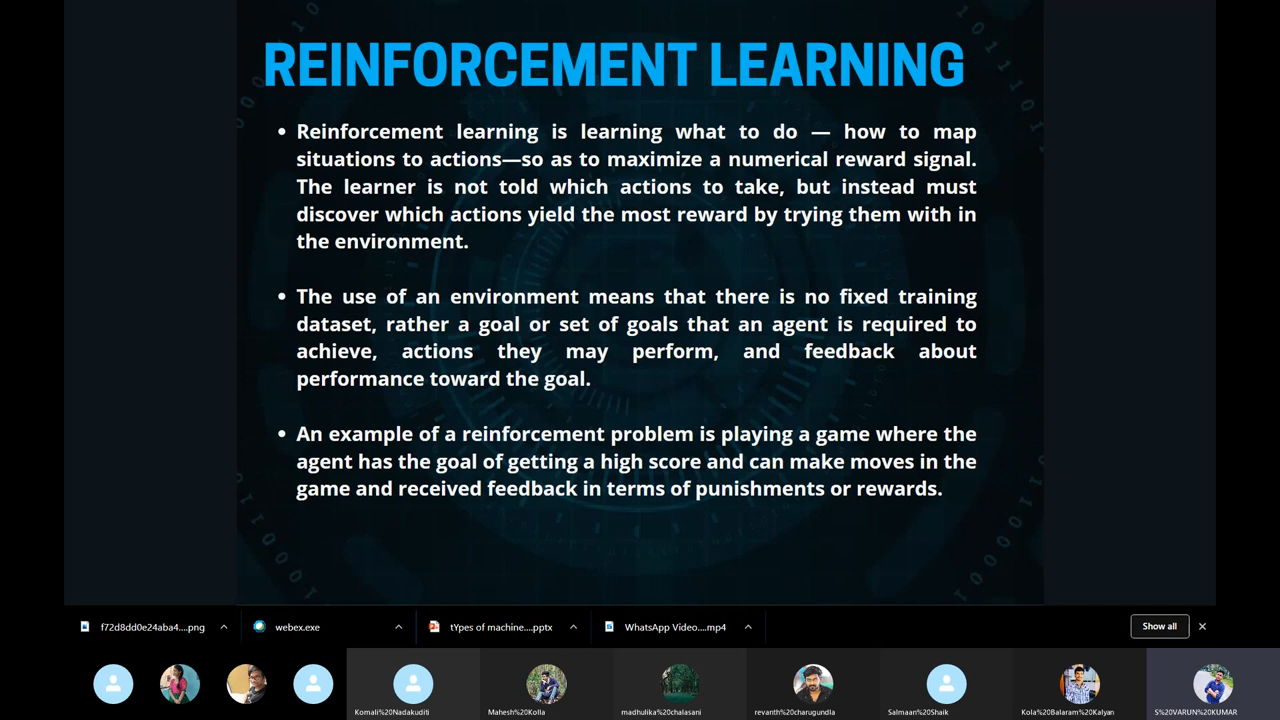 REINFORCEMENT LEARNING
• Reinforcement learning is learning what to do — how to map
situations to actions—so as to maximize a numerical reward signal.
The learner is not told which actions to take, but instead must
discover which actions yield the most reward by trying them with in
the environment.
• The use of an environment means that there is no fixed training
dataset, rather a goal or set of goals that an agent is required to
achieve, actions they may perform, and feedback about
performance toward the goal.
• An example of a reinforcement problem is playing a game where the
agent has the goal of getting a high score and can make moves in the
game and received feedback in terms of punishments or rewards.
f72d8dd0e24aba4....png
webex.exe
tYpes of machine....pptx
WhatsApp Video....mp4
Show all
Komali%20Nadakuditi
Mahesh%20Kolla
madhulika%20chalasani
revanth%20charugundla
Salmaan%20Shaik
Kola%20Balaram%20Kalyan
S%20VARUN%20KUMAR